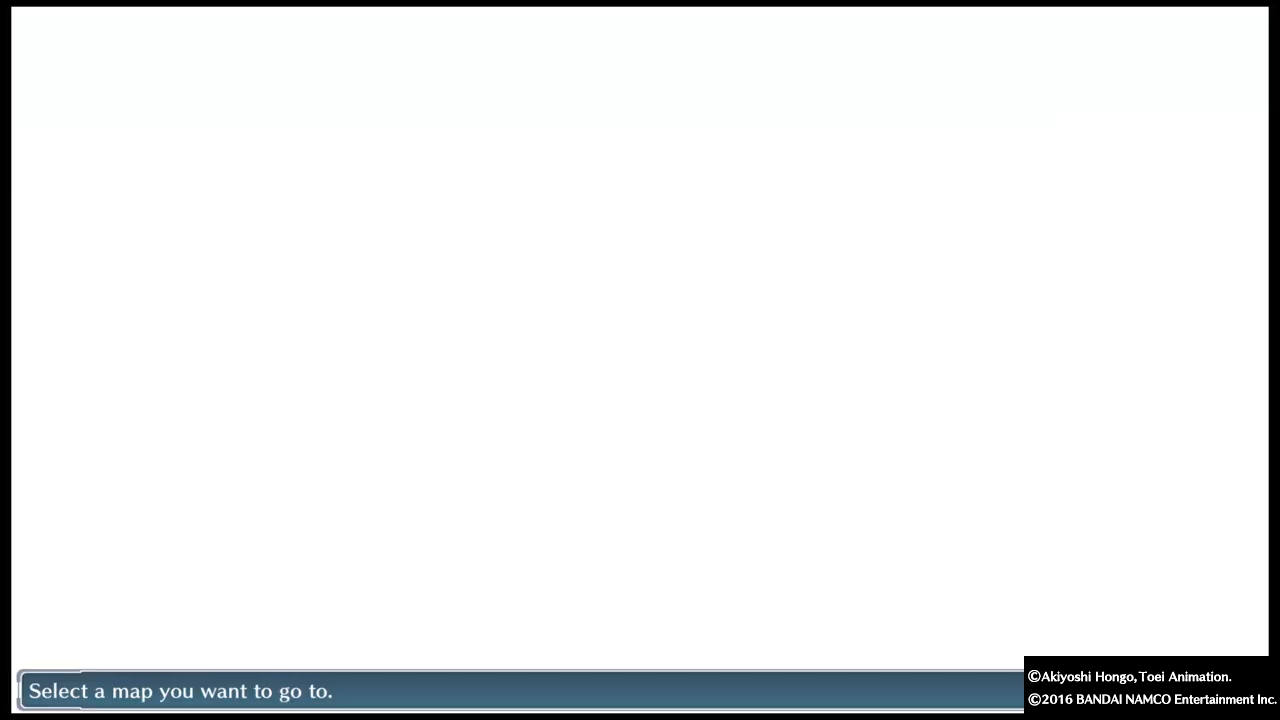 Select a map you want to go to.
©Akiyoshi Hongo, Toei Animation.
©2016 BANDAI NAMCO Entertainment Inc.